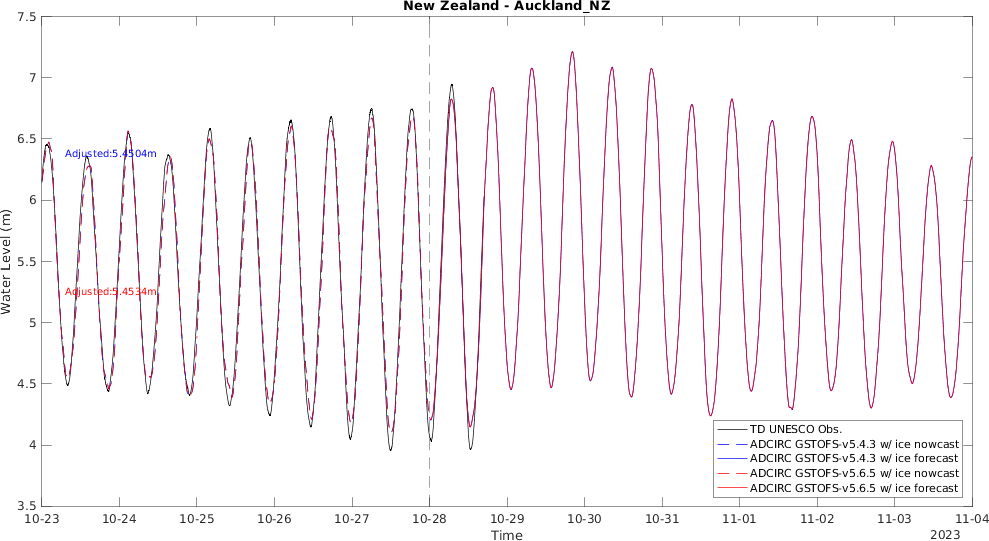 New Zealand - Auckland_NZ
7.5
7
6.5
6
5.5
5
4.5
4
3.5
Water Level (m)
Adjusted:5.4504m
Adjusted:5.4534m
TD UNESCO Obs.
ADCIRC GSTOFS-v5.4.3 w/ ice nowcast
ADCIRC GSTOFS-v5.4.3 w/ ice forecast
ADCIRC GSTOFS-v5.6.5 w/ ice nowcast
ADCIRC GSTOFS-v5.6.5 w/ ice forecast
10-23 10-24 10-25 10-26 10-27 10-28 10-29 10-30 10-31 11-01 11-02 11-03 11-04
Time
2023